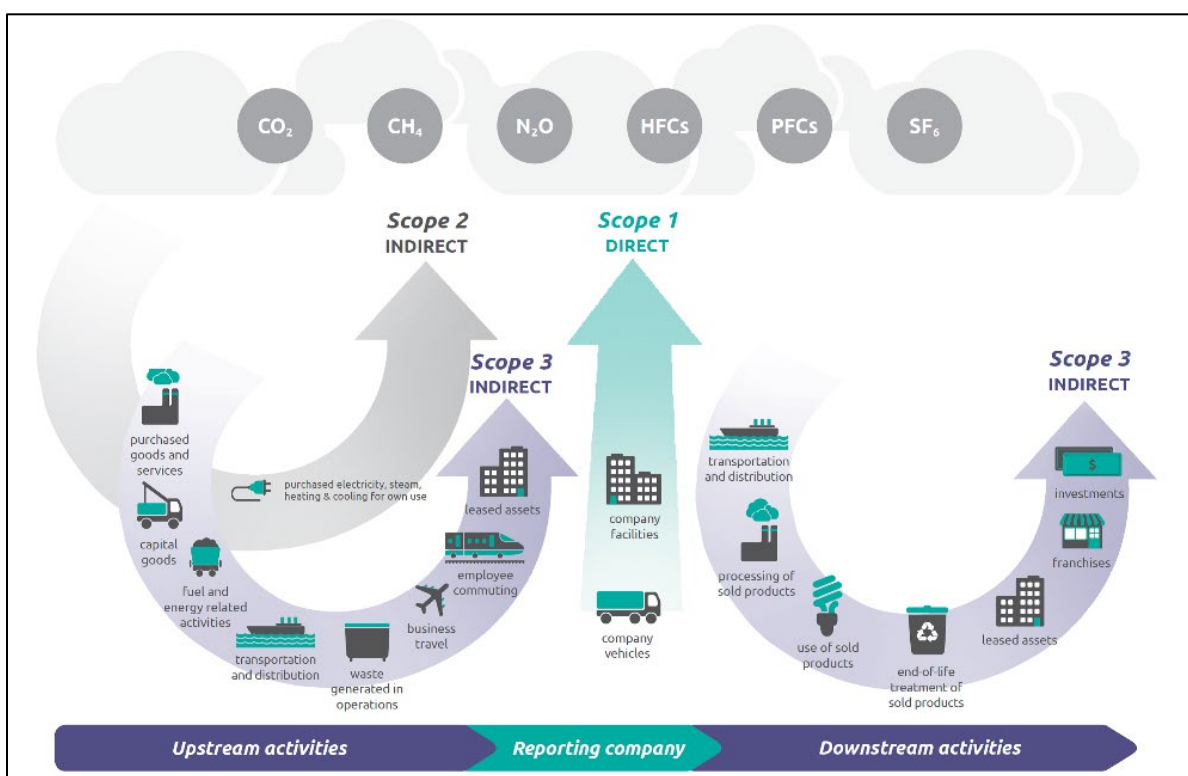 CO₂ CH₄ N₂O HFCs PFCs SF₆
Scope 2
INDIRECT
Scope 1
DIRECT
Scope 3
INDIRECT
Scope 3
INDIRECT
purchased
goods and
services
purchased electricity, steam,
heating & cooling for own use
capital
goods
fuel and
energy related
activities
transportation
and distribution
waste
generated in
operations
business
travel
employee
commuting
leased assets
company
facilities
company
vehicles
transportation
and distribution
processing of
sold products
use of sold
products
end-of-life
treatment of
sold products
leased assets
franchises
$
investments
Upstream activities
Reporting company
Downstream activities